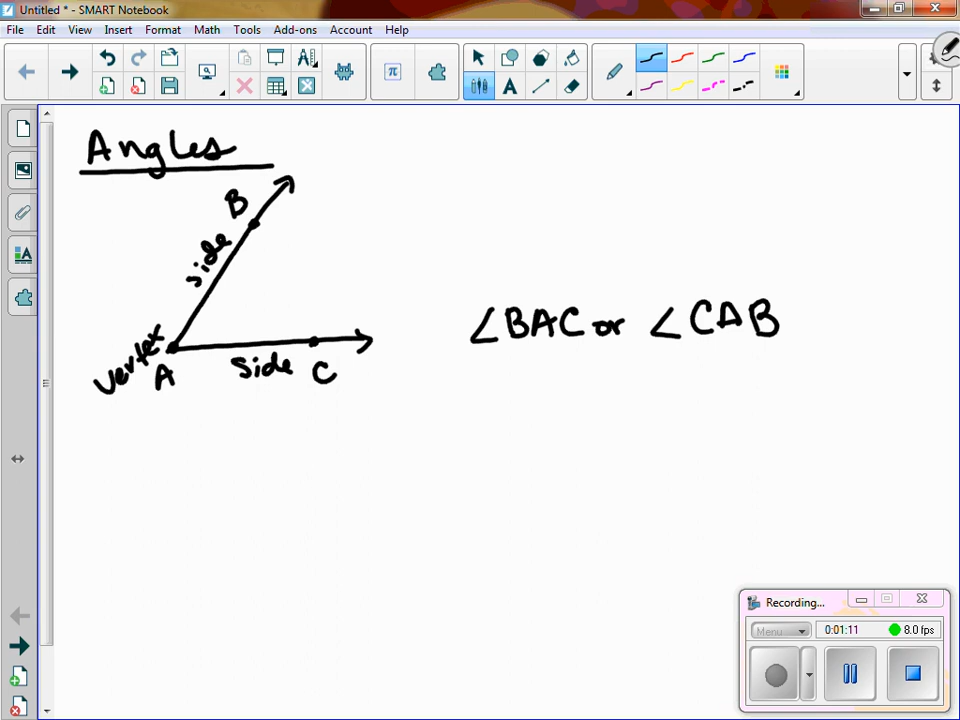 Untitled * - SMART Notebook
File Edit View Insert Format Math Tools Add-ons Account Help
π
A
Angles
B
side
vertex
A
side
C
∠BAC or ∠CAB
Recording...
Menu
0:01:11
8.0 fps